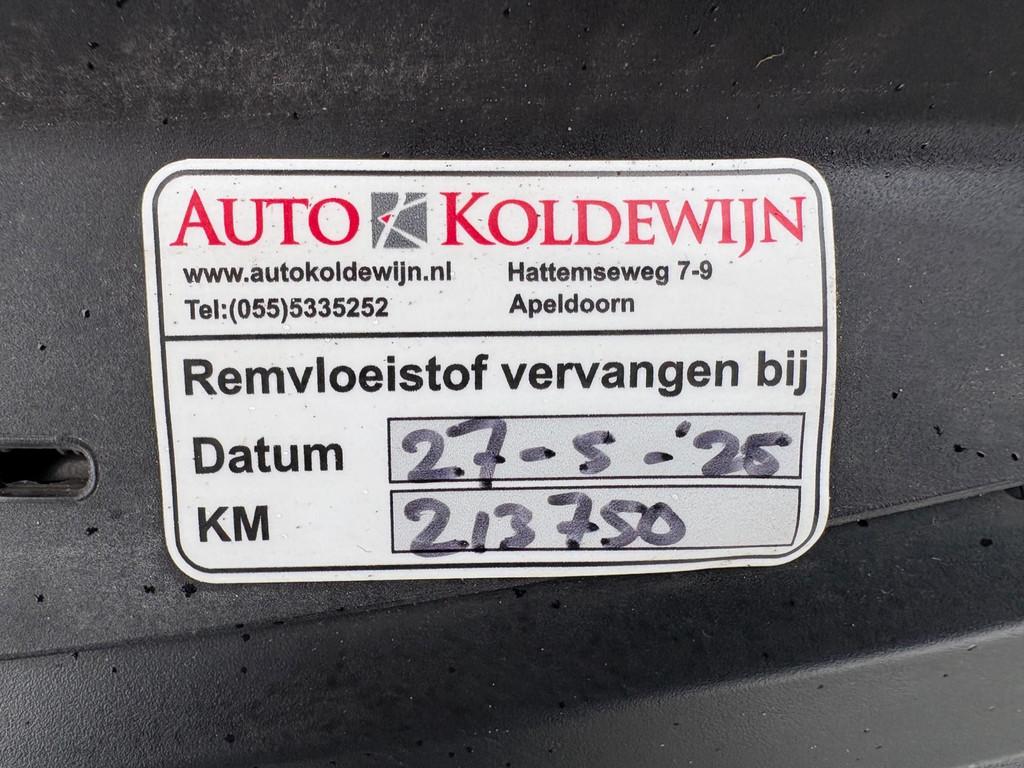 AUTO KOLDEWIJN
www.autokoldewijn.nl Hattemseweg 7-9
Tel:(055)5335252 Apeldoorn
Remvloeistof vervangen bij
Datum 27-5-'25
KM 213750